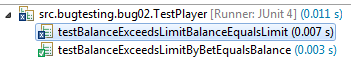 src.bugtesting.bug02.TestPlayer [Runner: JUnit 4] (0.011 s)
testBalanceExceedsLimitBalanceEqualsLimit (0.007 s)
testBalanceExceedsLimitByBetEqualsBalance (0.003 s)